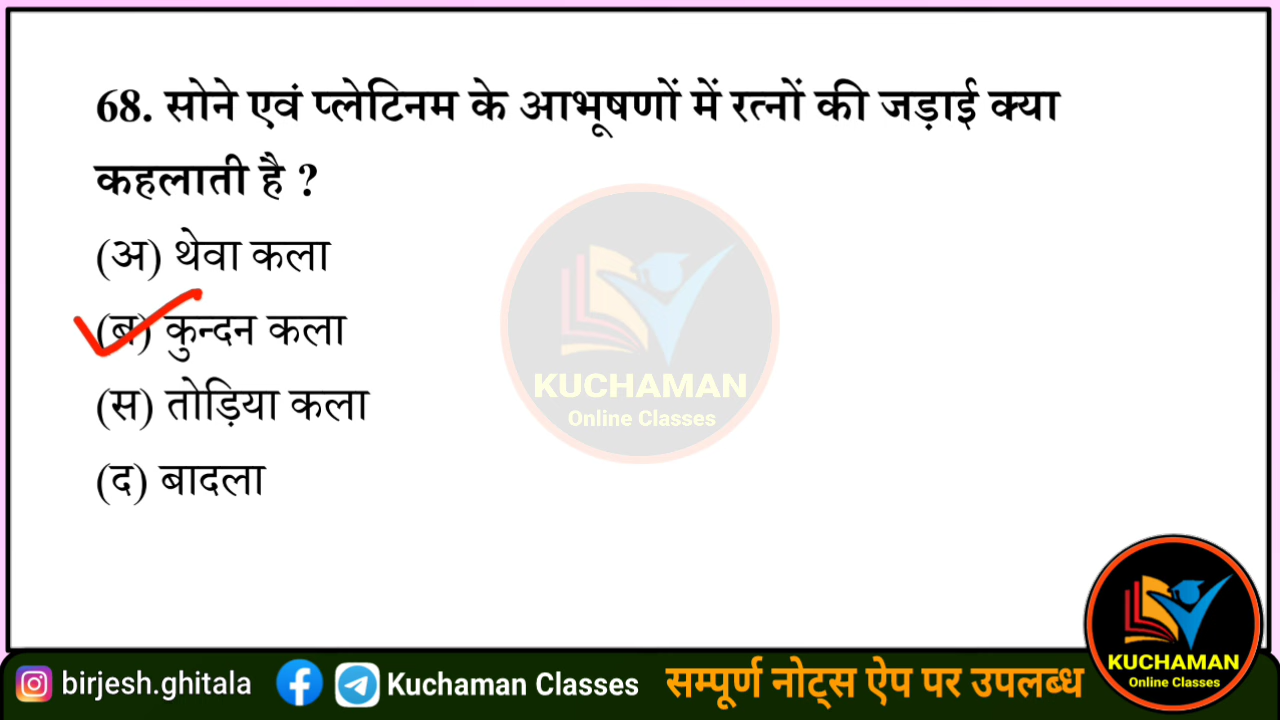 68. सोने एवं प्लेटिनम के आभूषणों में रत्नों की जड़ाई क्या
कहलाती है ?
(अ) थेवा कला
(ब) कुन्दन कला
(स) तोड़िया कला
(द) बादला
KUCHAMAN
Online Classes
KUCHAMAN
Online Classes
birjesh.ghitala
Kuchaman Classes
सम्पूर्ण नोट्स ऐप पर उपलब्ध